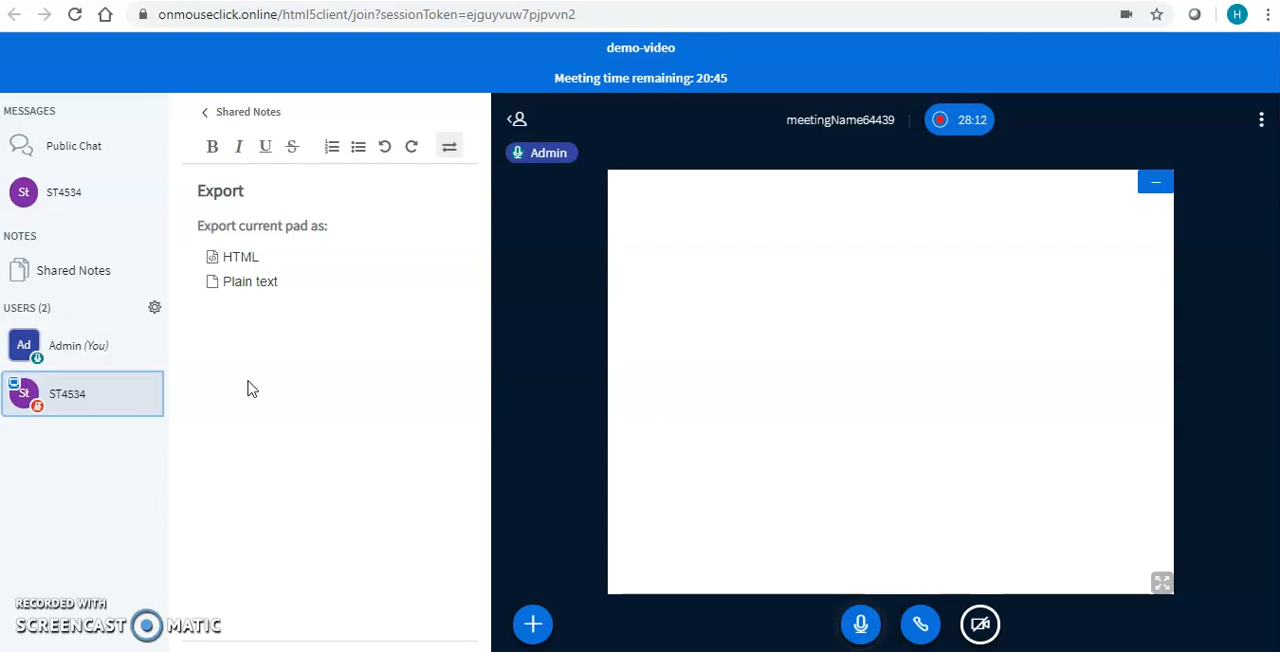 onmouseclick.online/html5client/join?sessionToken=ejguyvuw7pjpvvn2
H
demo-video
Meeting time remaining: 20:45
MESSAGES
Public Chat
St
ST4534
NOTES
Shared Notes
USERS (2)
Ad
Admin (You)
St
ST4534
Shared Notes
B I U S
Export
Export current pad as:
HTML
Plain text
meetingName64439
28:12
Admin
RECORDED WITH
SCREENCAST MATIC